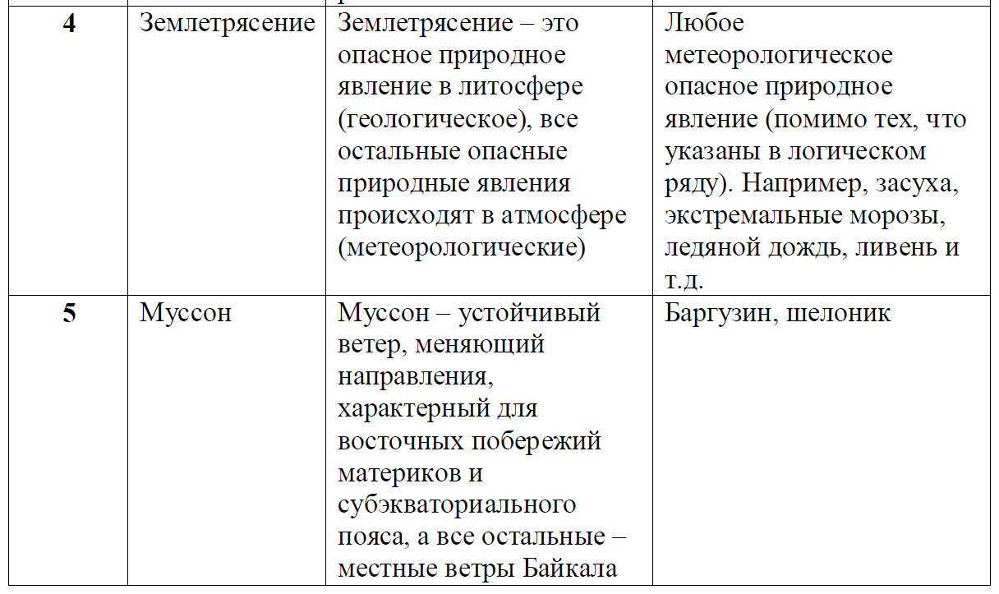 4
Землетрясение
Землетрясение – это
опасное природное
явление в литосфере
(геологическое), все
остальные опасные
природные явления
происходят в атмосфере
(метеорологические)
Любое
метеорологическое
опасное природное
явление (помимо тех, что
указаны в логическом
ряду). Например, засуха,
экстремальные морозы,
ледяной дождь, ливень и
т.д.
5
Муссон
Муссон – устойчивый
ветер, меняющий
направления,
характерный для
восточных побережий
материков и
субэкваториального
пояса, а все остальные –
местные ветры Байкала
Баргузин, шелоник